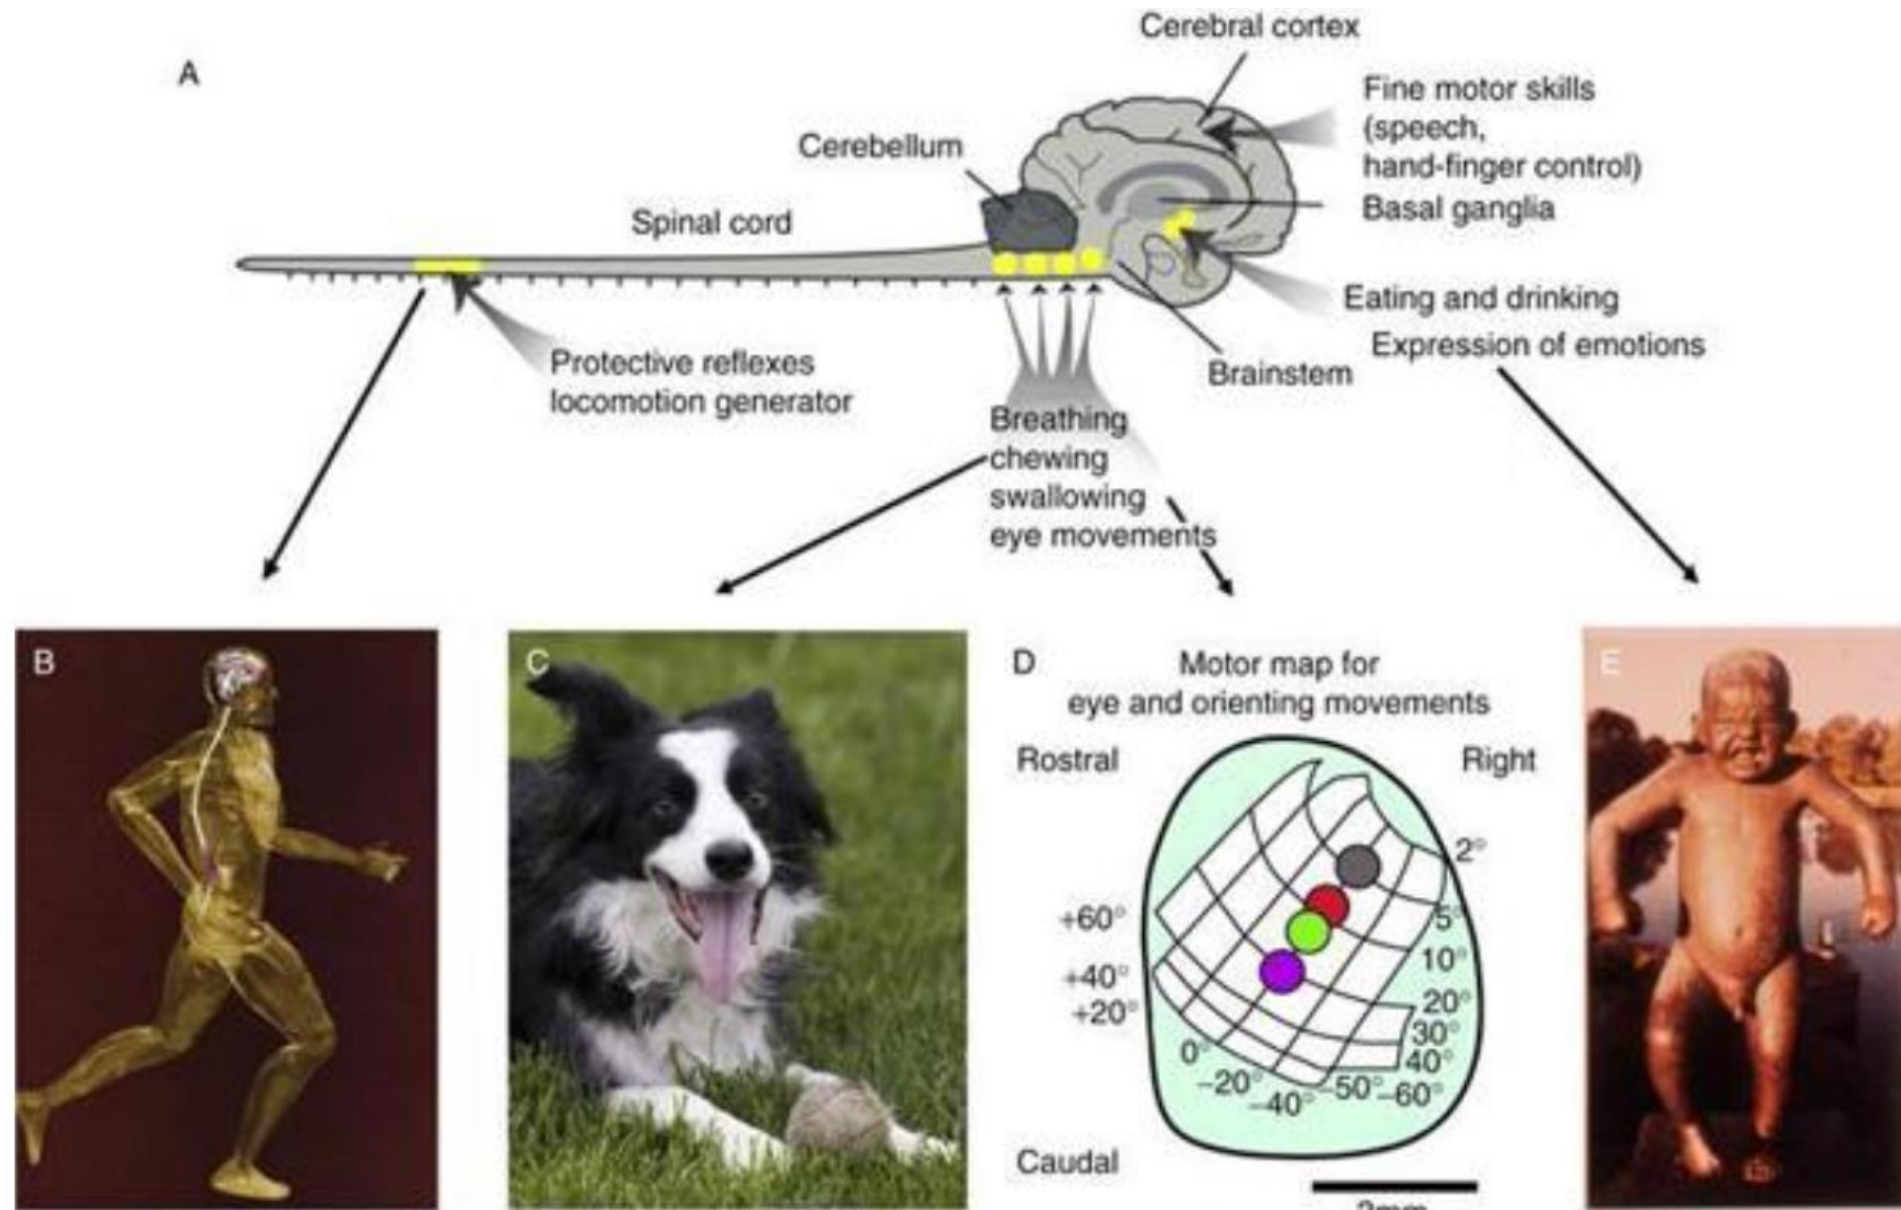 A
Cerebral cortex
Fine motor skills
(speech,
hand-finger control)
Cerebellum
Basal ganglia
Spinal cord
Eating and drinking
Expression of emotions
Protective reflexes
locomotion generator
Brainstem
Breathing
chewing
swallowing
eye movements
B
C
D
Motor map for
eye and orienting movements
E
Rostral
Right
2°
+60°
5°
10°
+40°
20°
+20°
30°
0°
40°
−20°
−50°
−60°
−40°
Caudal